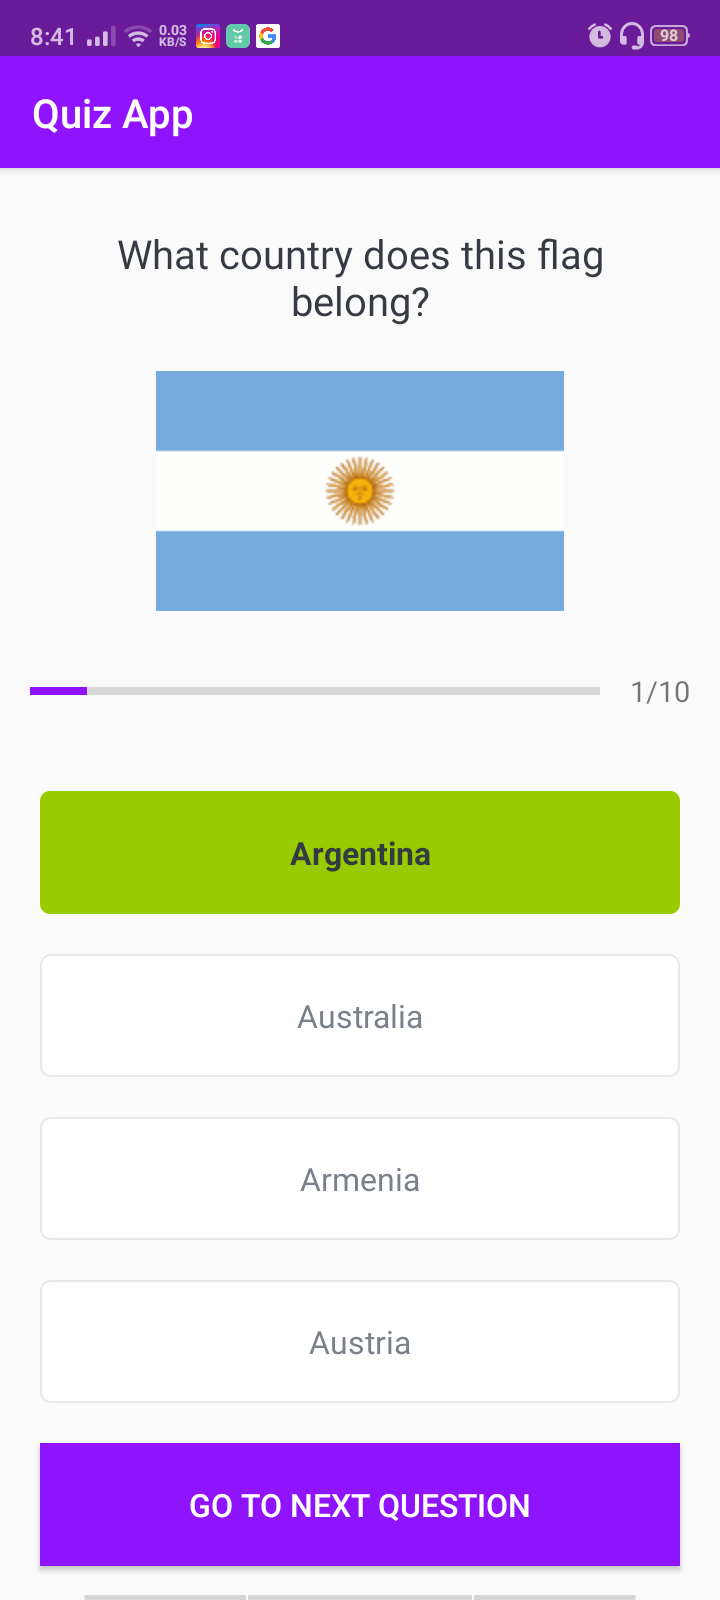 8:41 0.03 KB/S 98
Quiz App
What country does this flag
belong?
1/10
Argentina
Australia
Armenia
Austria
GO TO NEXT QUESTION